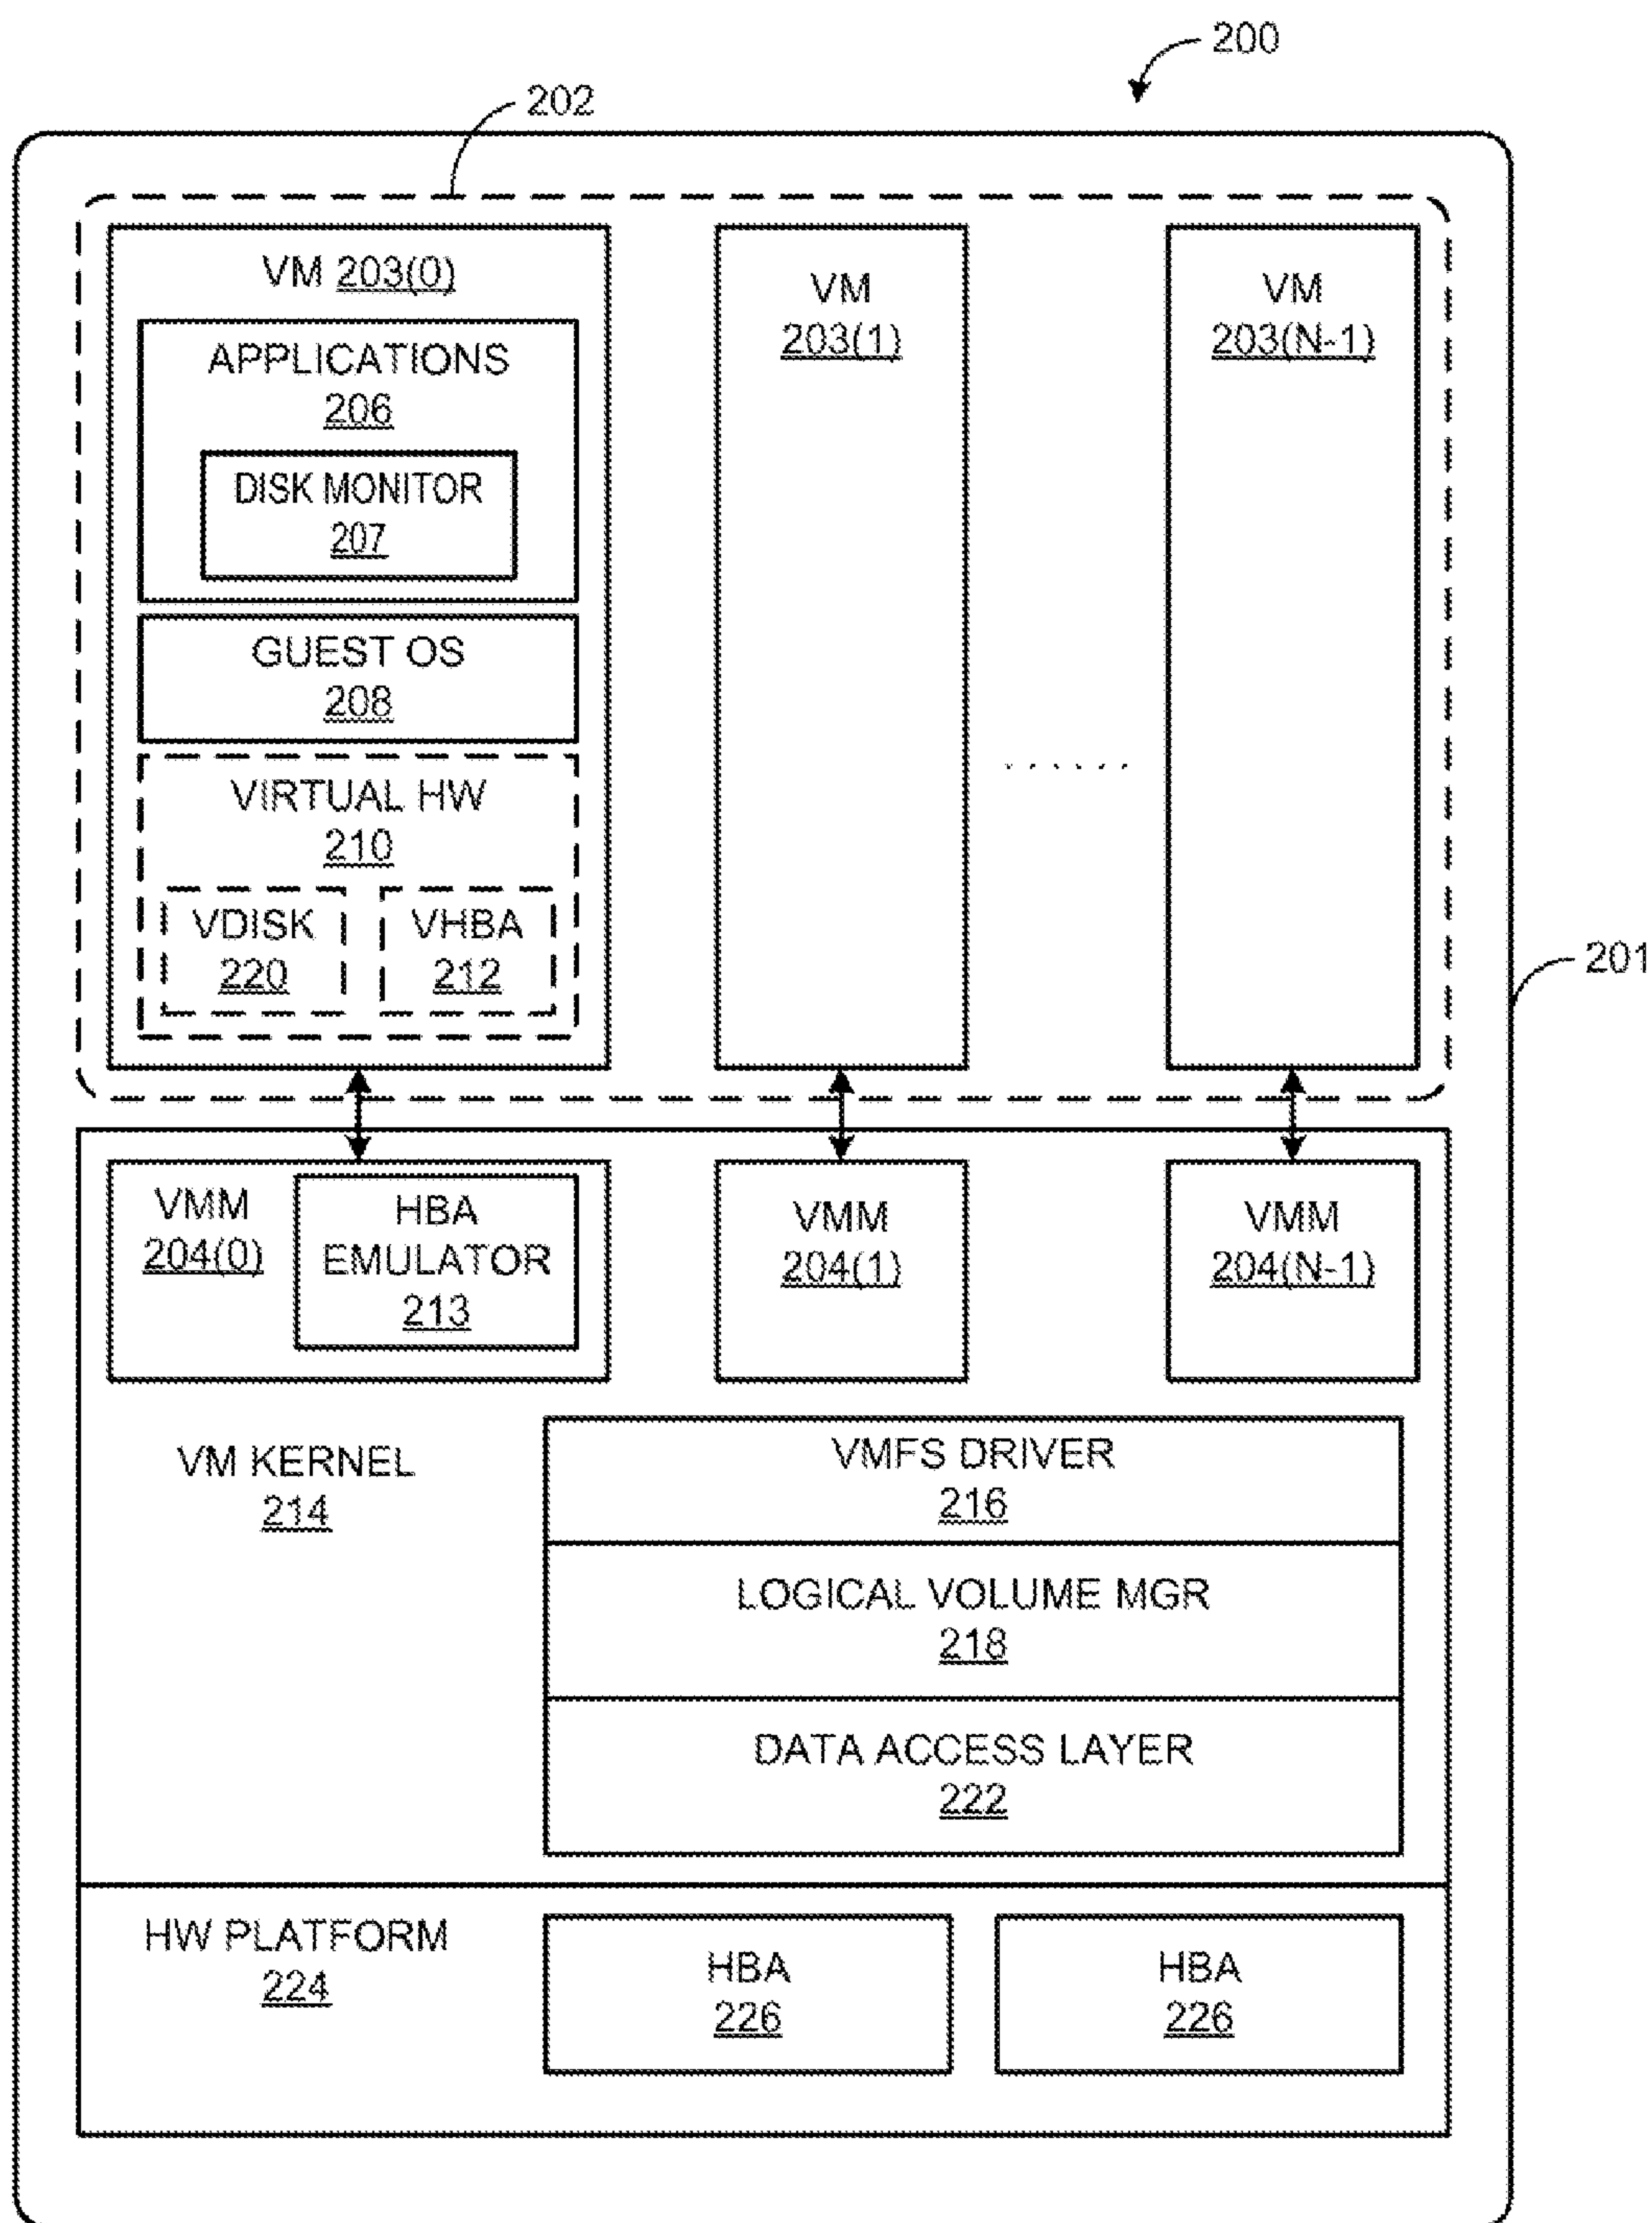 200
202
VM 203(0)
APPLICATIONS
206
DISK MONITOR
207
GUEST OS
208
VIRTUAL HW
210
VDISK
220
VHBA
212
VM
203(1)
. . . . . .
VM
203(N-1)
201
VMM
204(0)
HBA
EMULATOR
213
VMM
204(1)
VMM
204(N-1)
VM KERNEL
214
VMFS DRIVER
216
LOGICAL VOLUME MGR
218
DATA ACCESS LAYER
222
HW PLATFORM
224
HBA
226
HBA
226